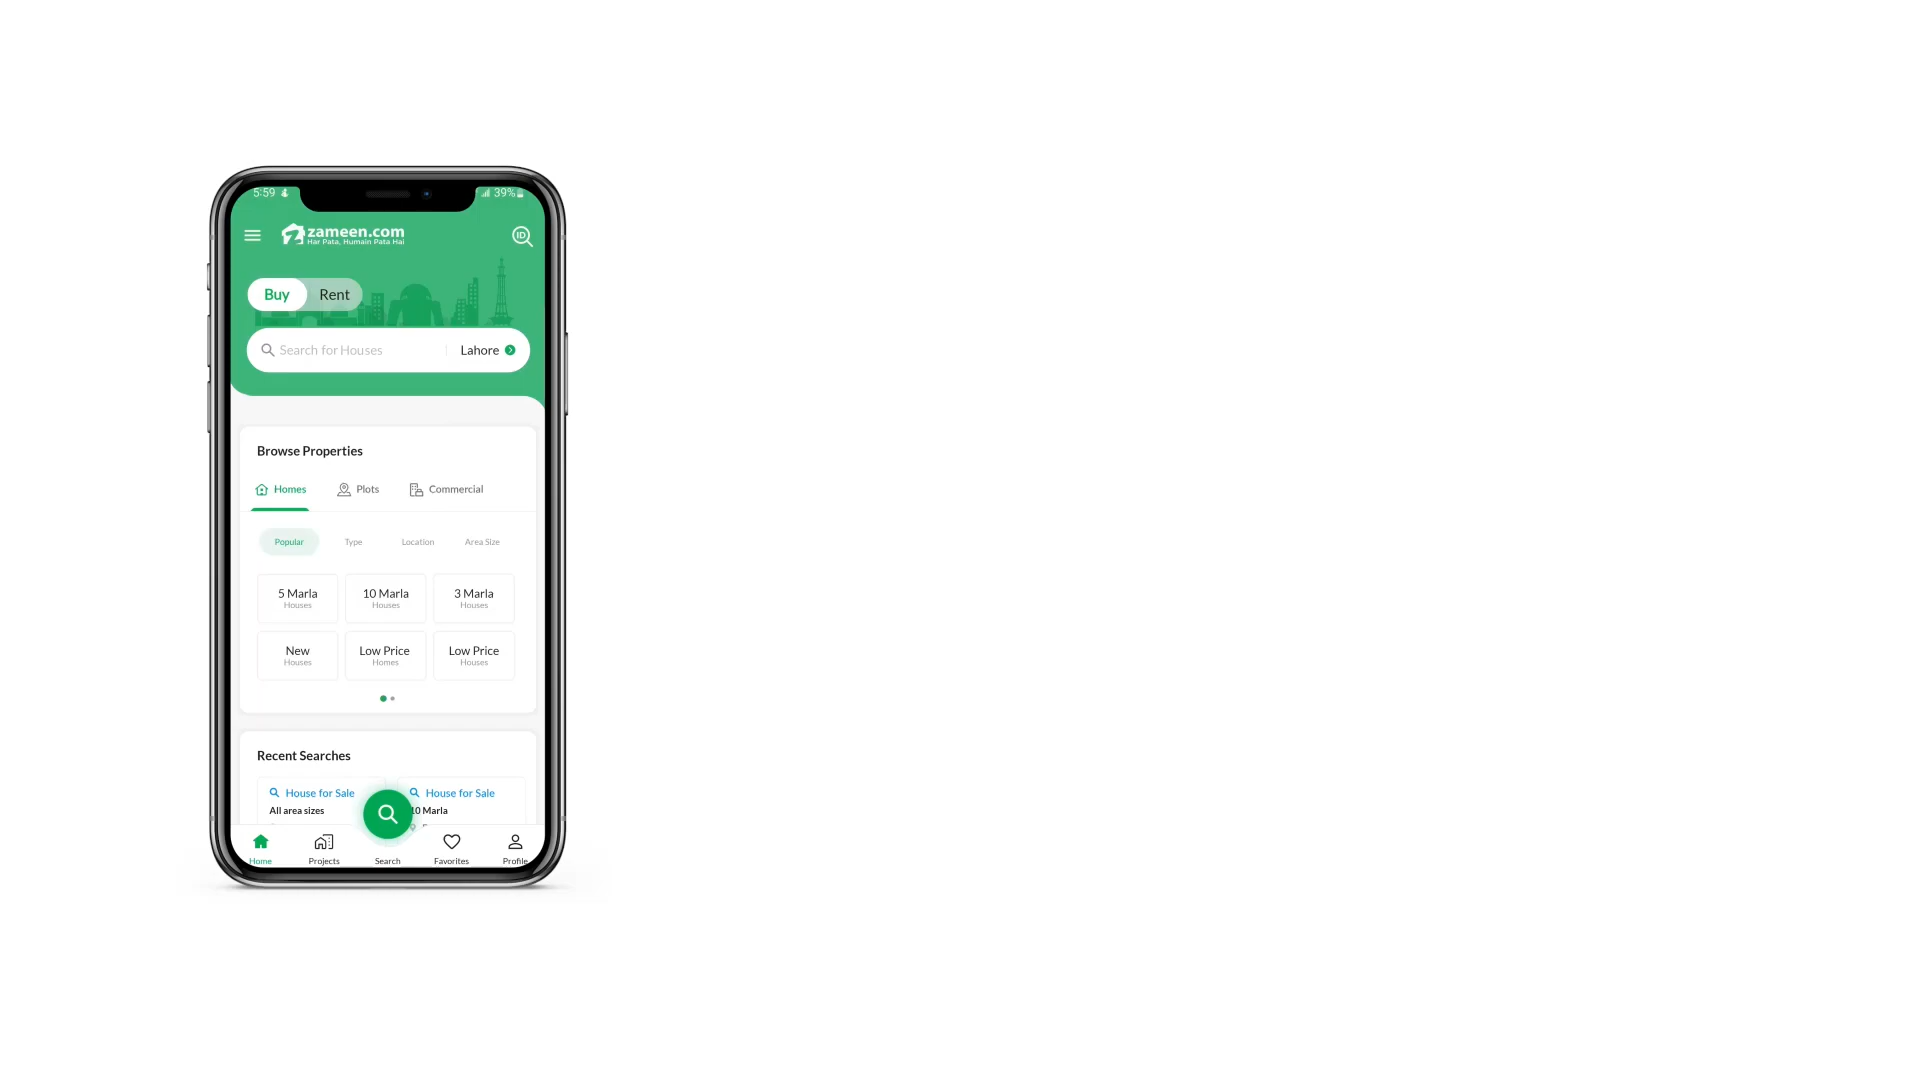 5:59
39%
zameen.com
Har Pata, Humain Pata Hai
ID
Buy Rent
Search for Houses Lahore
Browse Properties
Homes Plots Commercial
Popular Type Location Area Size
5 Marla 10 Marla 3 Marla
Houses Houses Houses
New Low Price Low Price
Houses Homes Houses
Recent Searches
House for Sale House for Sale
All area sizes 10 Marla
Home Projects Search Favorites Profile